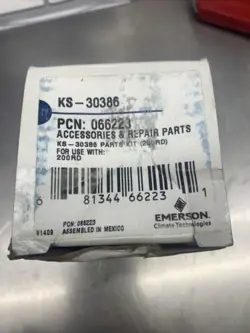 KS-30386
PCN: 066223
ACCESSORIES & REPAIR PARTS
KS-30386 PARTS KIT (200RD)
FOR USE WITH:
200RD
6 81344 66223 1
PCN: 066223
V1408 ASSEMBLED IN MEXICO
EMERSON
Climate Technologies